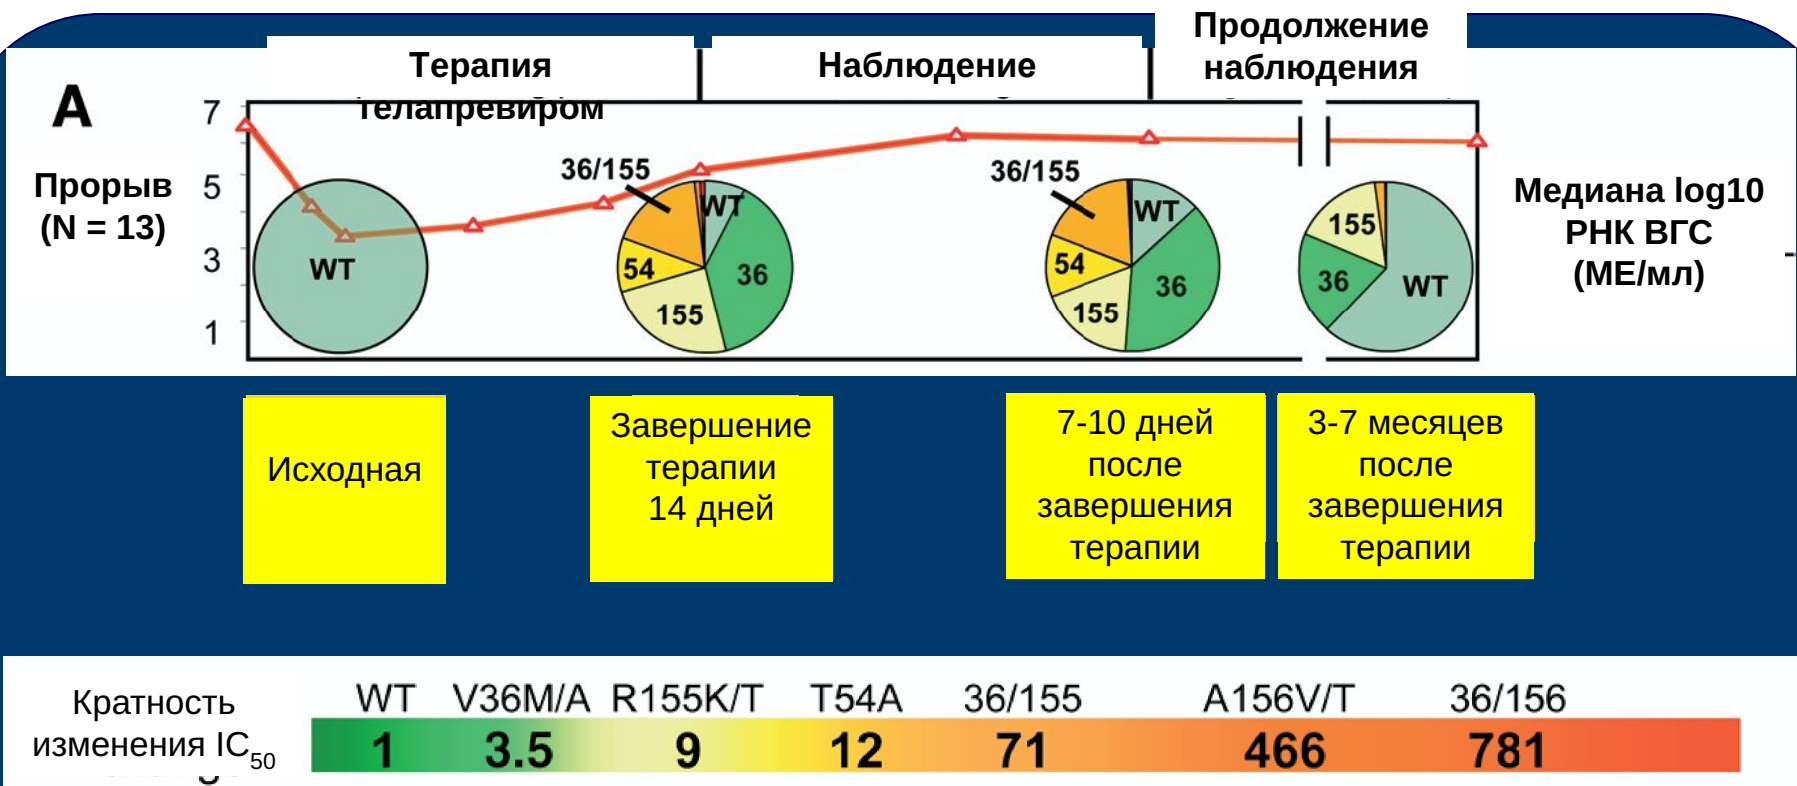 Терапия
телапревиром
Наблюдение
Продолжение
наблюдения
A
Прорыв
(N = 13)
7
5
3
1
WT
36/155
WT
36
155
54
36/155
WT
36
155
54
155
36
WT
Медиана log10
РНК ВГС
(МЕ/мл)
Исходная
Завершение
терапии
14 дней
7-10 дней
после
завершения
терапии
3-7 месяцев
после
завершения
терапии
Кратность
изменения IC50
WT V36M/A R155K/T T54A 36/155 A156V/T 36/156
1 3.5 9 12 71 466 781